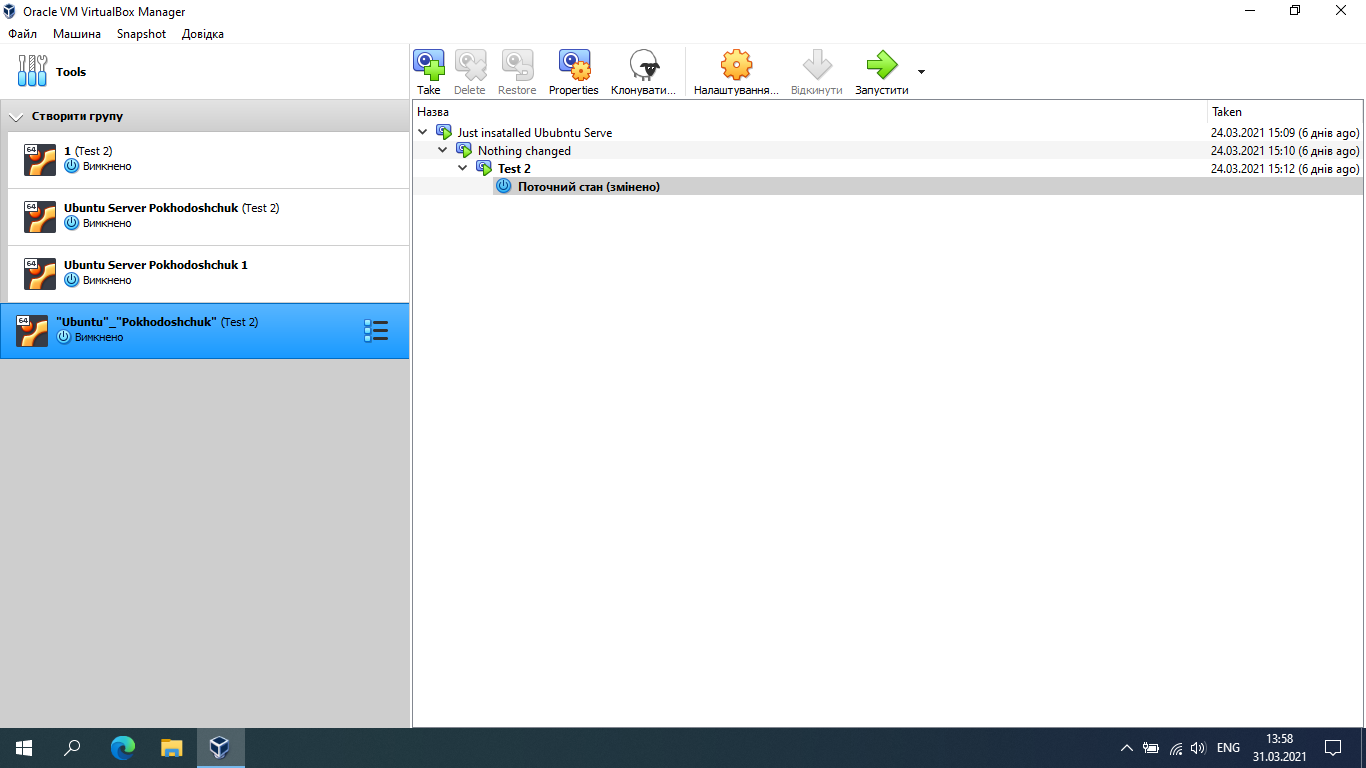 Oracle VM VirtualBox Manager
Файл Машина Snapshot Довідка
Tools
Take Delete Restore Properties Клонувати... Налаштування... Відкинути Запустити
Створити групу
64
1 (Test 2)
Вимкнено
64
Ubuntu Server Pokhodoshchuk (Test 2)
Вимкнено
64
Ubuntu Server Pokhodoshchuk 1
Вимкнено
64
"Ubuntu"_"Pokhodoshchuk" (Test 2)
Вимкнено
Назва Taken
Just insatalled Ububntu Serve 24.03.2021 15:09 (6 днів ago)
Nothing changed 24.03.2021 15:10 (6 днів ago)
Test 2 24.03.2021 15:12 (6 днів ago)
Поточний стан (змінено)
ENG
13:58
31.03.2021